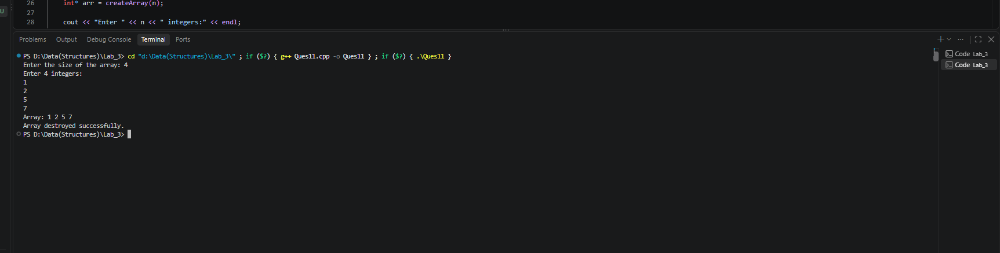 U
26 int* arr = createArray(n);
27
28 cout << "Enter " << n << " integers:" << endl;
Problems Output Debug Console Terminal Ports
PS D:\Data(Structures)\Lab_3> cd "d:\Data(Structures)\Lab_3\" ; if ($?) { g++ Ques11.cpp -o Ques11 } ; if ($?) { .\Ques11 }
Enter the size of the array: 4
Enter 4 integers:
1
2
5
7
Array: 1 2 5 7
Array destroyed successfully.
PS D:\Data(Structures)\Lab_3>
Code Lab_3
Code Lab_3